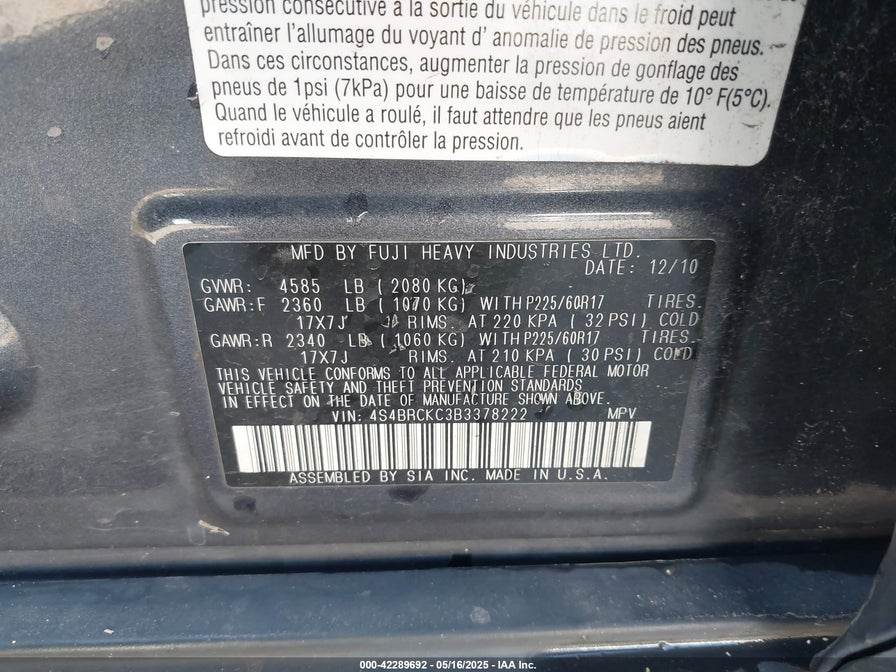 pression consécutive à la sortie du véhicule dans le froid peut
entraîner l'allumage du voyant d' anomalie de pression des pneus.
Dans ces circonstances, augmenter la pression de gonflage des
pneus de 1psi (7kPa) pour une baisse de température de 10° F(5°C).
Quand le véhicule a roulé, il faut attendre que les pneus aient
refroidi avant de contrôler la pression.
MFD BY FUJI HEAVY INDUSTRIES LTD.
DATE: 12/10
GVWR: 4585 LB (2080 KG)
GAWR:F 2360 LB (1070 KG) WITH P225/60R17 TIRES.
17X7J RIMS. AT 220 KPA (32 PSI) COLD
GAWR:R 2340 LB (1060 KG) WITH P225/60R17 TIRES.
17X7J RIMS. AT 210 KPA (30 PSI) COLD
THIS VEHICLE CONFORMS TO ALL APPLICABLE FEDERAL MOTOR
VEHICLE SAFETY AND THEFT PREVENTION STANDARDS
IN EFFECT ON THE DATE OF MANUFACTURE SHOWN ABOVE.
VIN: 4S4BRCKC3B3378222 MPV
ASSEMBLED BY SIA INC. MADE IN U.S.A.
000-42289692 - 05/16/2025 - IAA Inc.